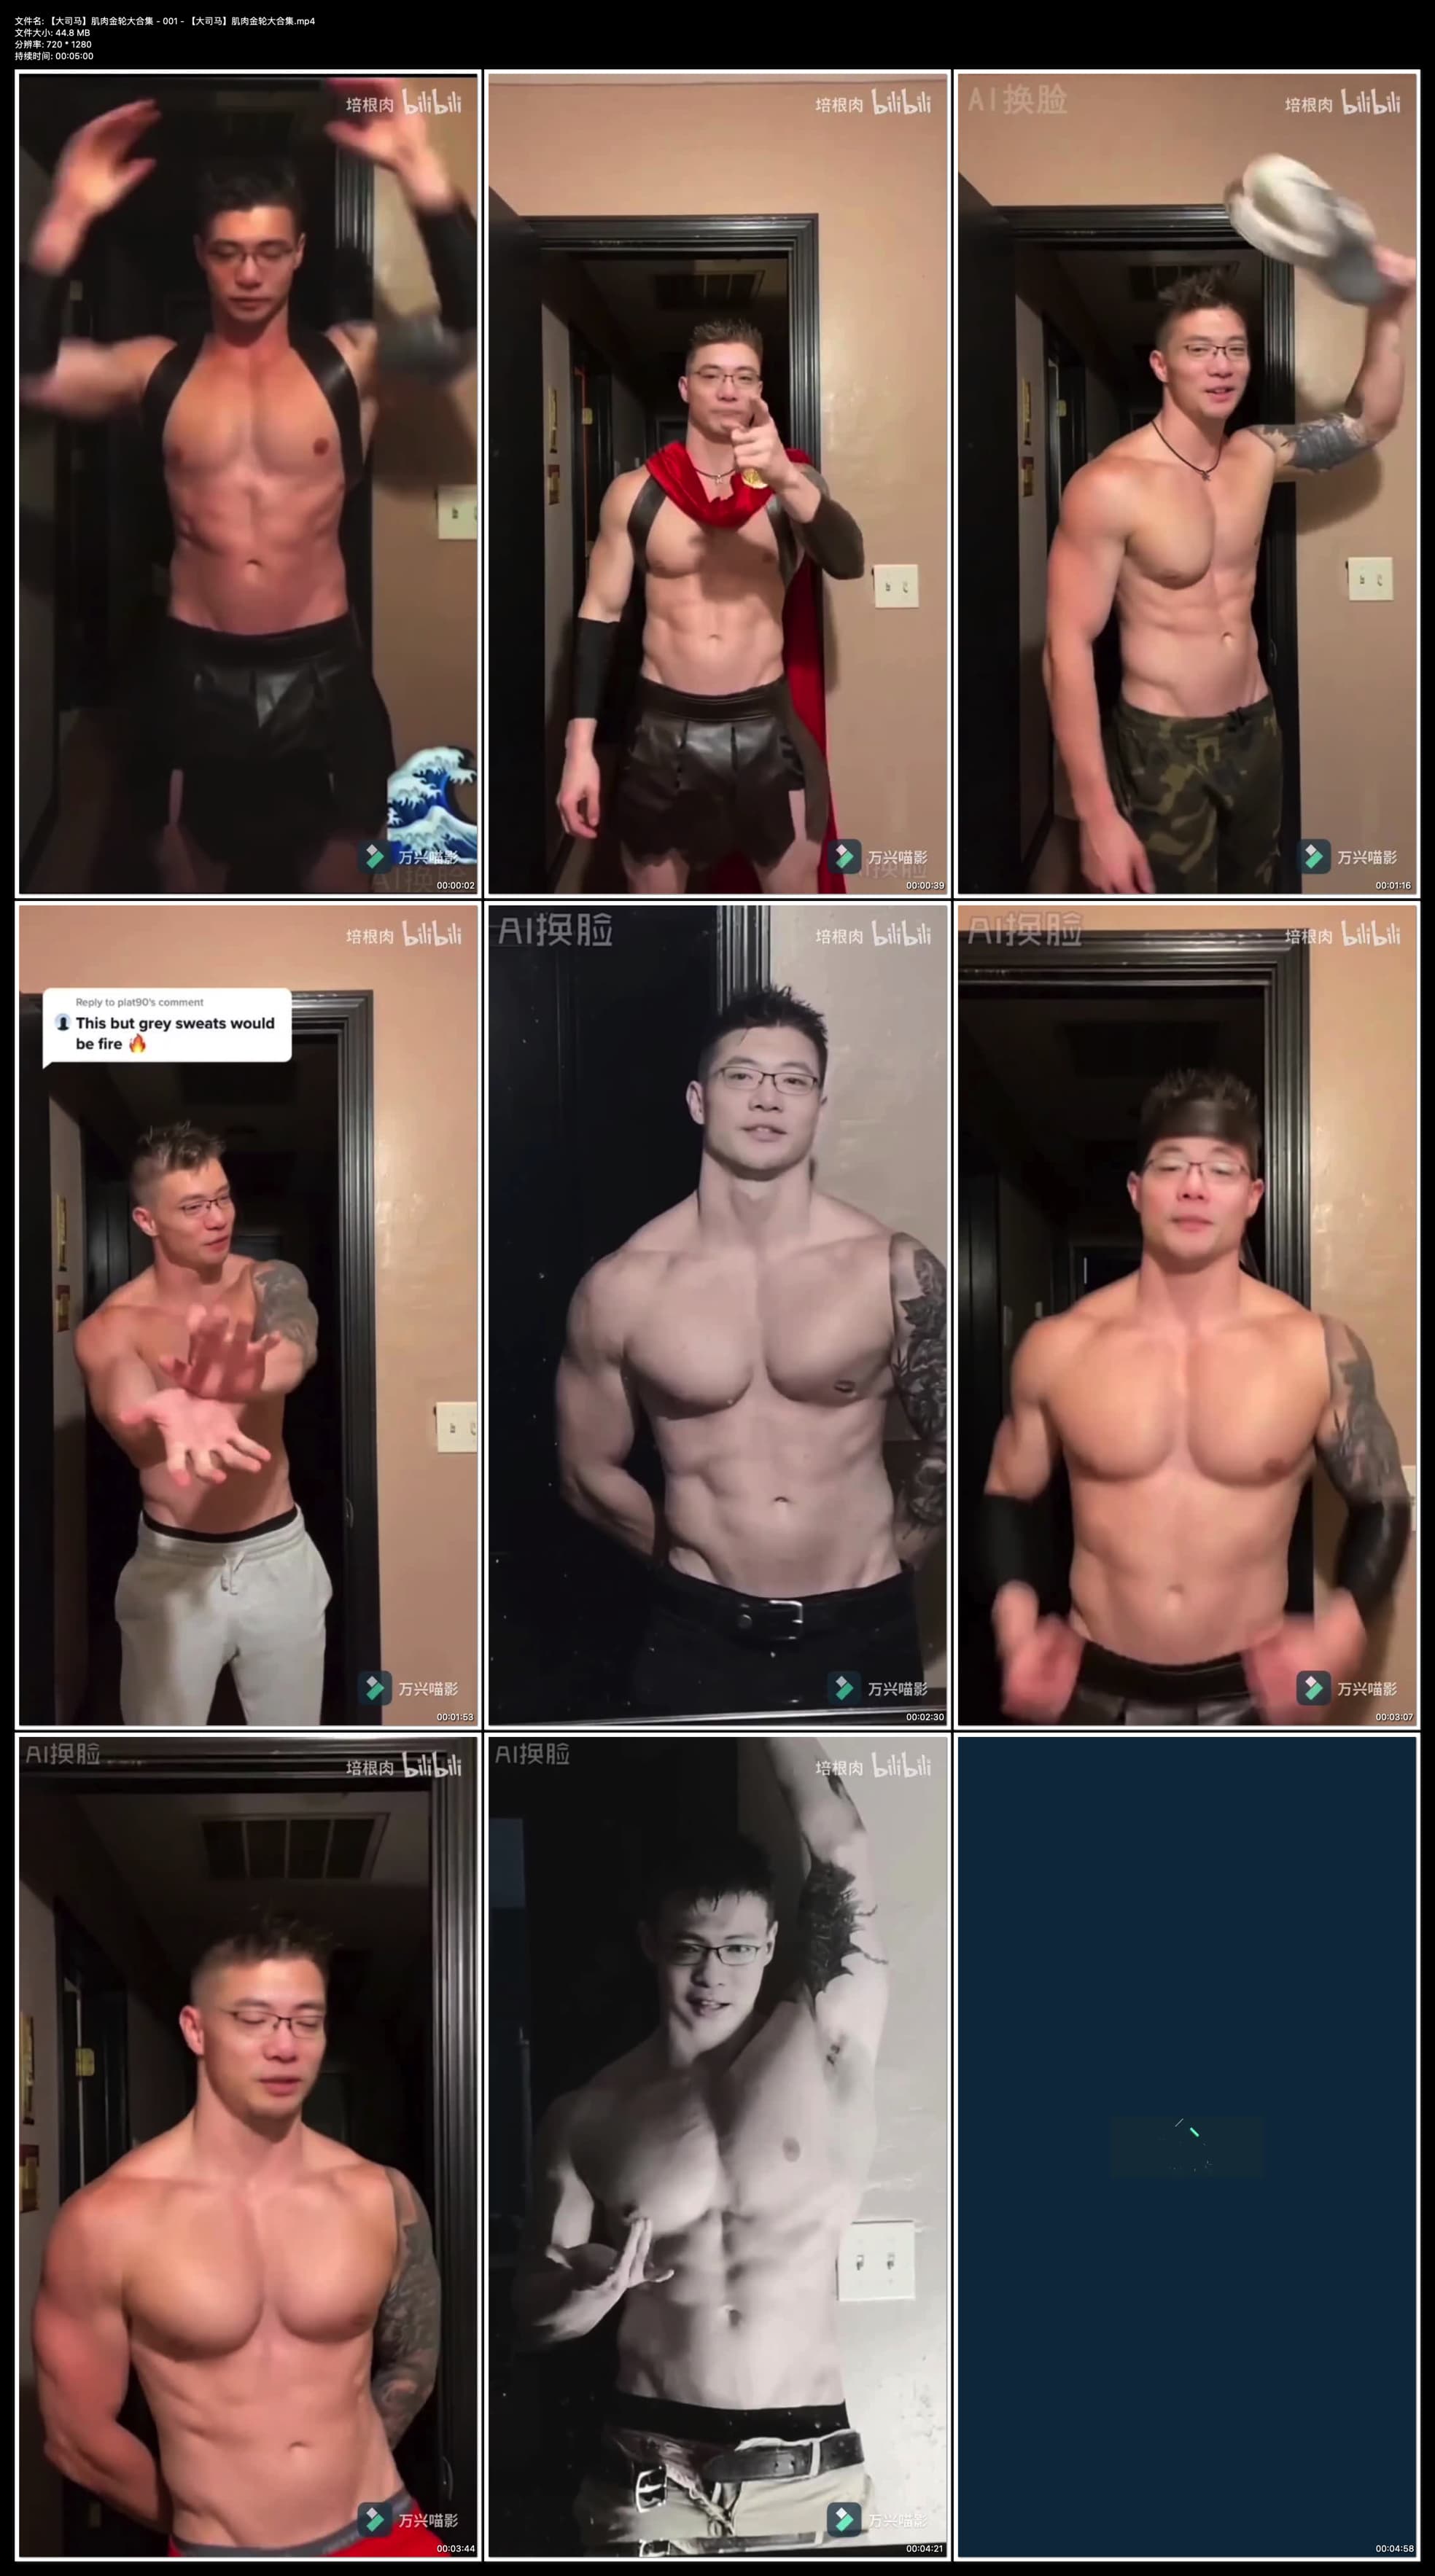 文件名: 【大司马】肌肉金轮大合集 - 001 - 【大司马】肌肉金轮大合集.mp4
文件大小: 44.8 MB
分辨率: 720 * 1280
持续时间: 00:05:00
培根肉 bilibili
万兴喵影
AI换脸
00:00:02
培根肉 bilibili
万兴喵影
AI换脸
00:00:39
AI换脸
培根肉 bilibili
万兴喵影
00:01:16
培根肉 bilibili
Reply to plat90's comment
This but grey sweats would
be fire 🔥
万兴喵影
00:01:53
AI换脸
培根肉 bilibili
万兴喵影
00:02:30
AI换脸
培根肉 bilibili
万兴喵影
00:03:07
AI换脸
培根肉 bilibili
万兴喵影
00:03:44
AI换脸
培根肉 bilibili
万兴喵影
00:04:21
00:04:58